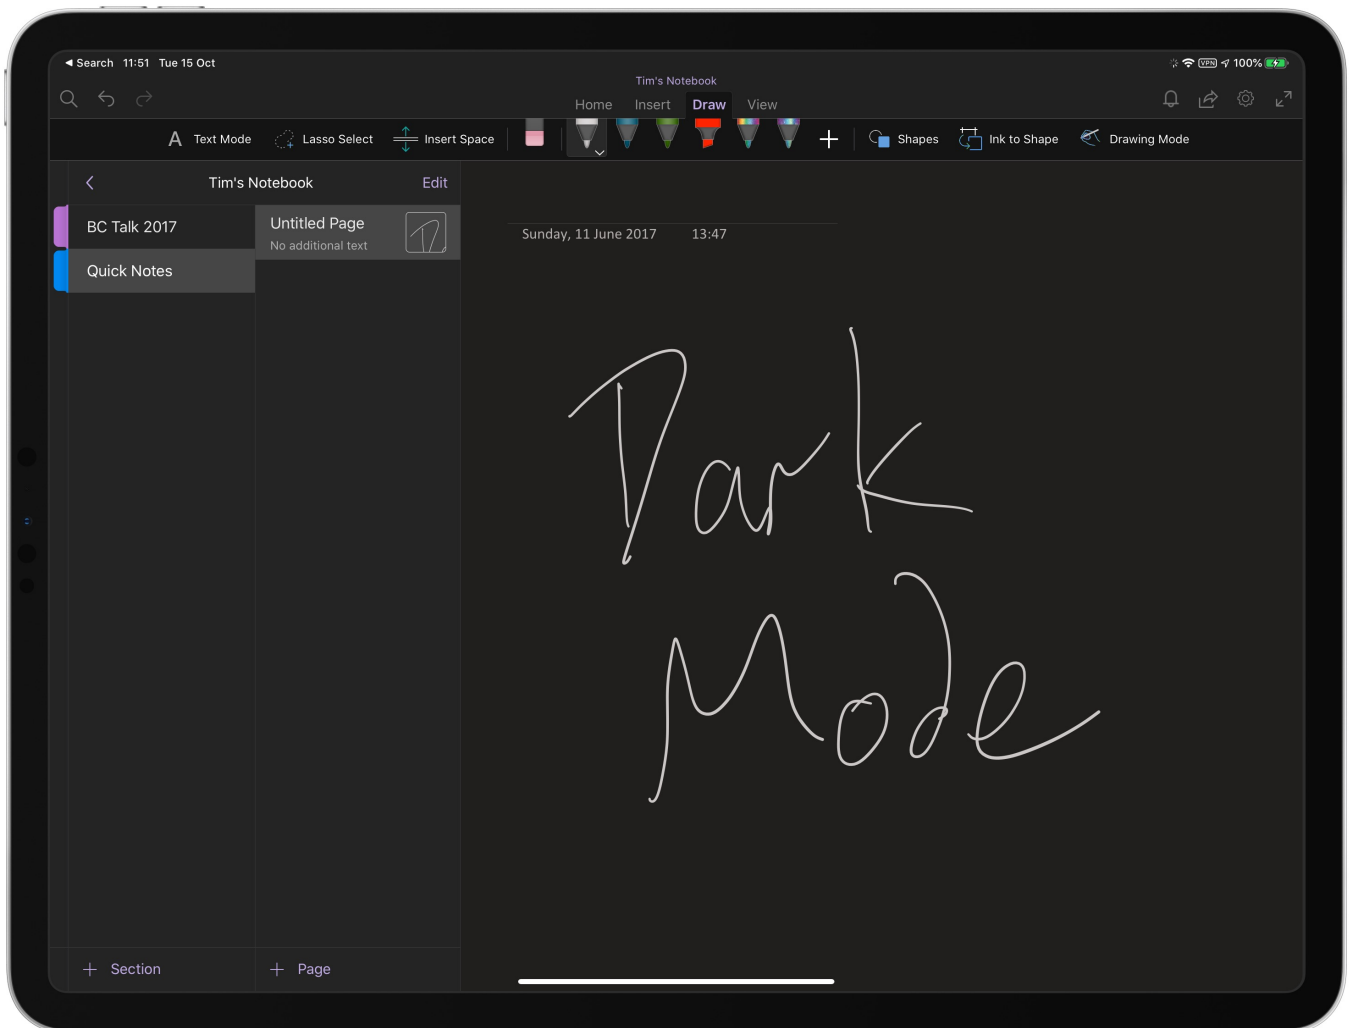 Search 11:51 Tue 15 Oct VPN 100%
Tim's Notebook
Home Insert Draw View
A Text Mode Lasso Select Insert Space Shapes Ink to Shape Drawing Mode
Tim's Notebook Edit
BC Talk 2017
Quick Notes
Untitled Page
No additional text
Sunday, 11 June 2017 13:47
Dark
Mode
+ Section
+ Page